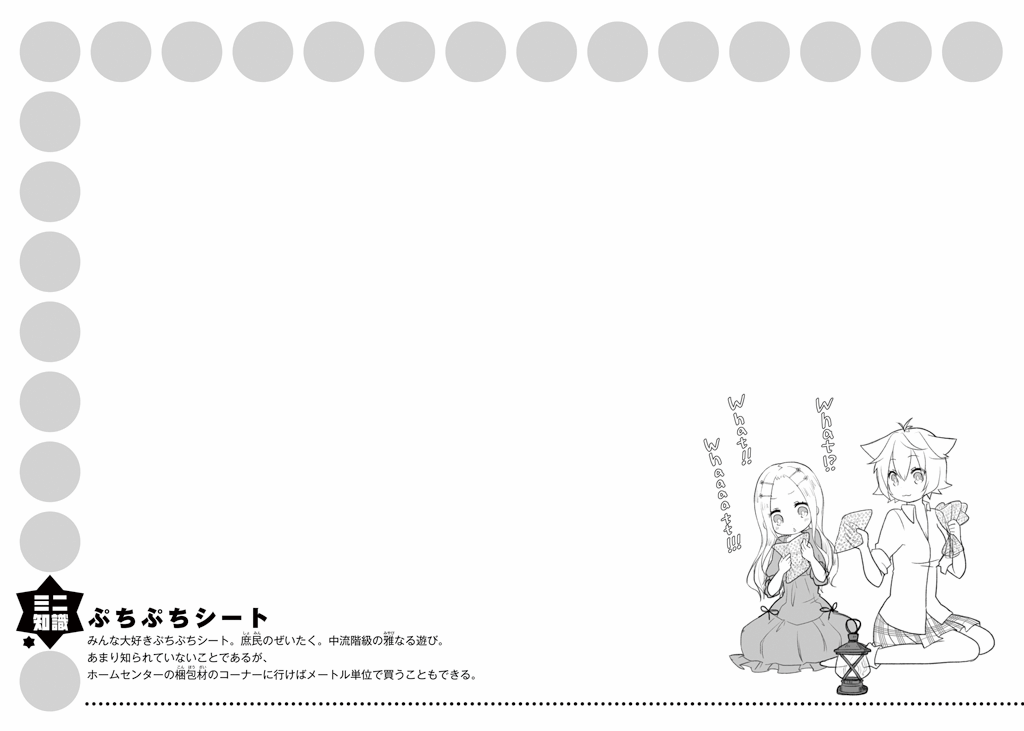 What!?
What!!
Whaaaatt!!!
ミニ
知識
ぷちぷちシート
みんな大好きぷちぷちシート。庶民のぜいたく。中流階級の雅なる遊び。
あまり知られていないことであるが、
ホームセンターの梱包材のコーナーに行けばメートル単位で買うこともできる。